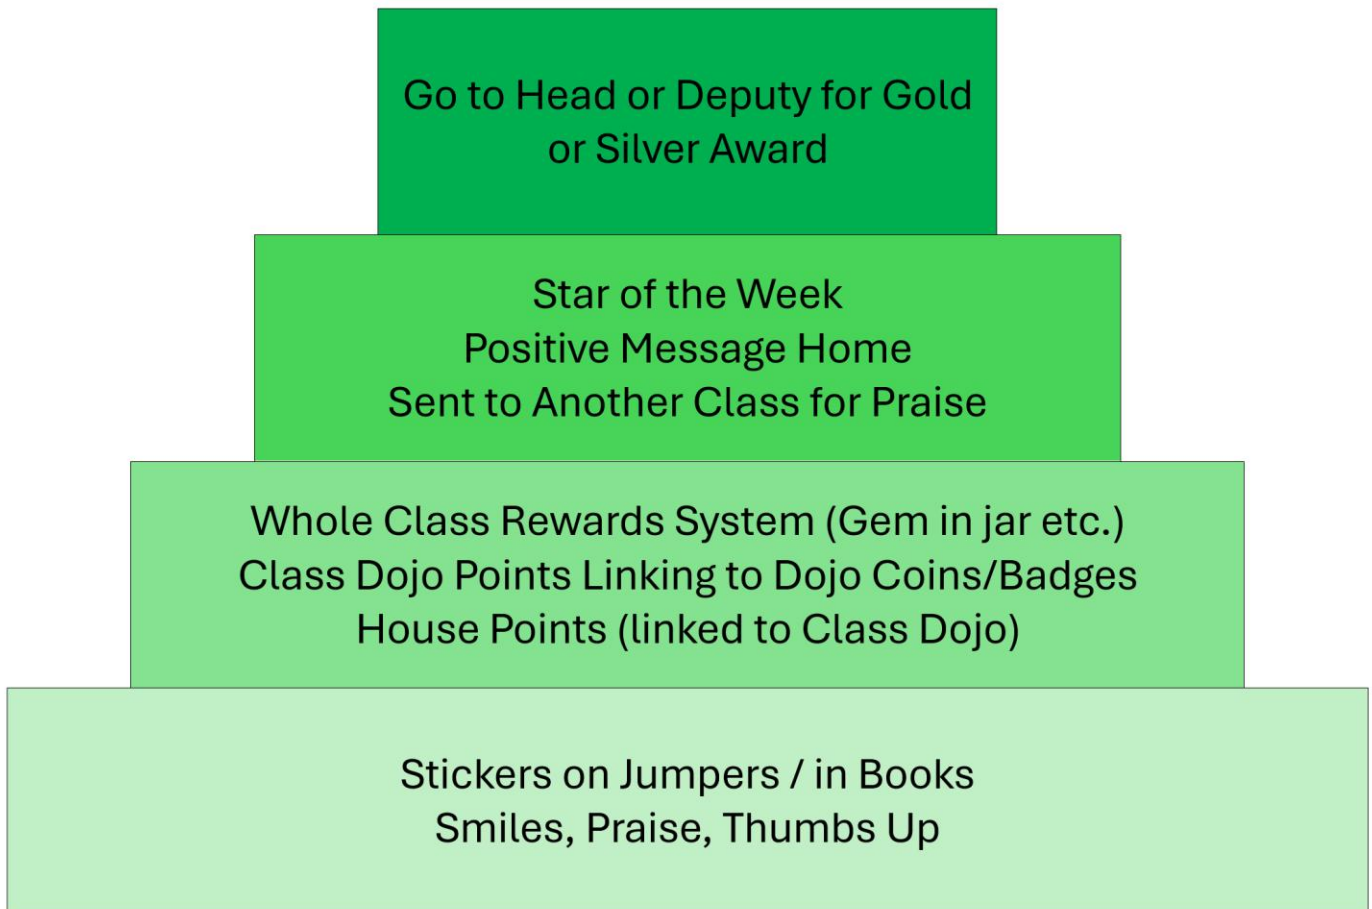 Go to Head or Deputy for Gold
or Silver Award
Star of the Week
Positive Message Home
Sent to Another Class for Praise
Whole Class Rewards System (Gem in jar etc.)
Class Dojo Points Linking to Dojo Coins/Badges
House Points (linked to Class Dojo)
Stickers on Jumpers / in Books
Smiles, Praise, Thumbs Up